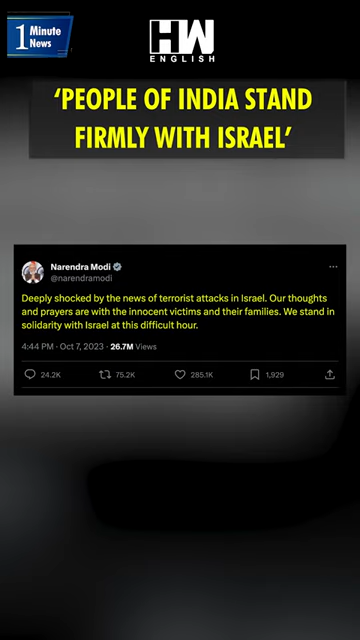 1 Minute
News
HW
ENGLISH
‘PEOPLE OF INDIA STAND
FIRMLY WITH ISRAEL’
Narendra Modi
@narendramodi
Deeply shocked by the news of terrorist attacks in Israel. Our thoughts
and prayers are with the innocent victims and their families. We stand in
solidarity with Israel at this difficult hour.
4:44 PM · Oct 7, 2023 · 26.7M Views
24.2K 75.2K 285.1K 1,929